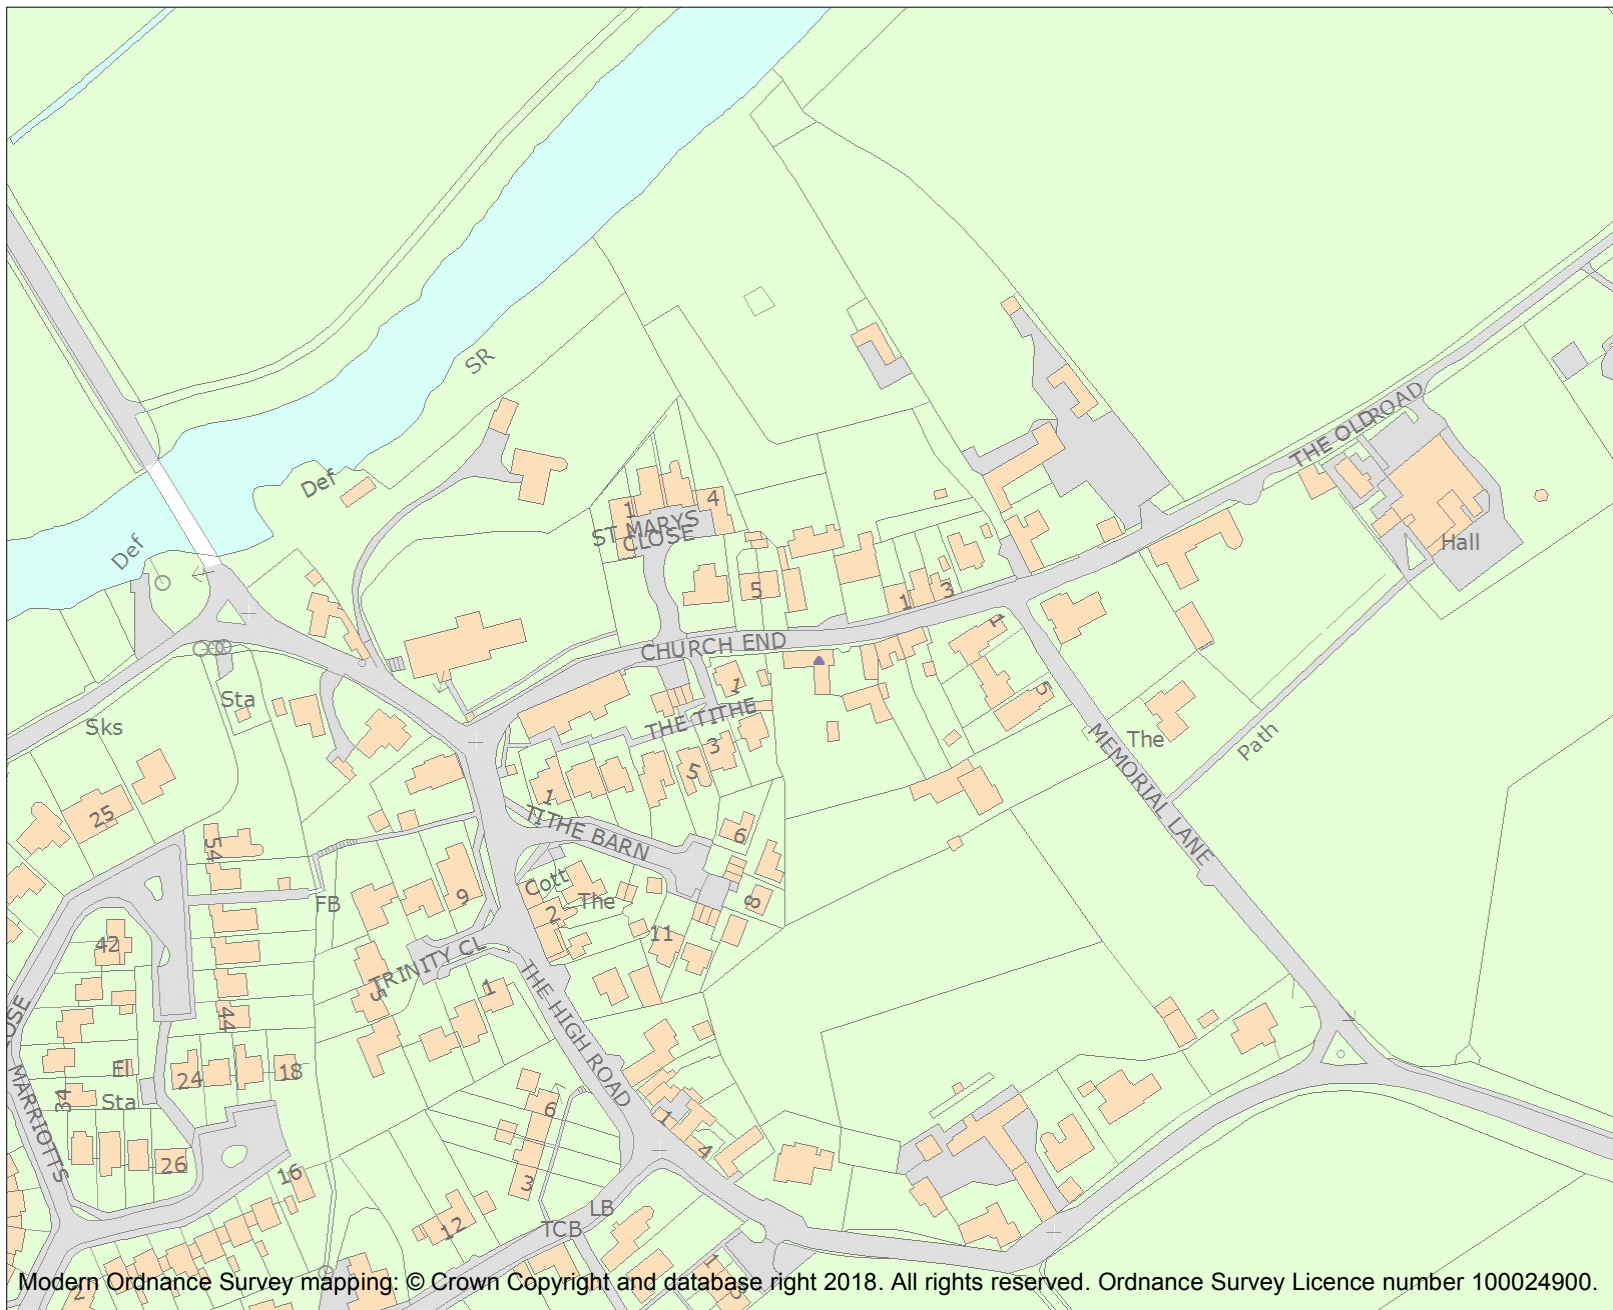 SR
Def
Def
THE OLD ROAD
4
1
ST MARYS
CLOSE
Hall
5
1
3
1
CHURCH END
1
5
Sta
Sks
THE TITHE
3
5
The
Path
MEMORIAL LANE
1
25
TITHE BARN
6
54
Cott
The
8
9
2
FB
11
42
TRINITY CL
5
1
THE HIGH ROAD
44
El
Sta
24
18
34
MARRIOTTS
6
1
4
26
16
3
12
LB
TCB
1
Modern Ordnance Survey mapping: © Crown Copyright and database right 2018. All rights reserved. Ordnance Survey Licence number 100024900.